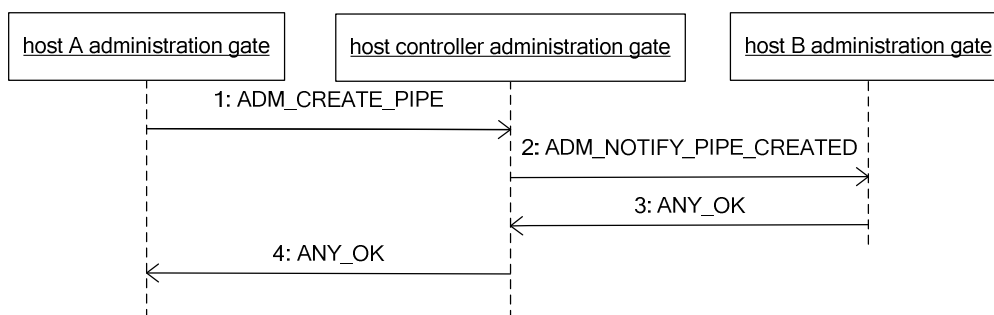 host A administration gate
host controller administration gate
host B administration gate
1: ADM_CREATE_PIPE
2: ADM_NOTIFY_PIPE_CREATED
3: ANY_OK
4: ANY_OK